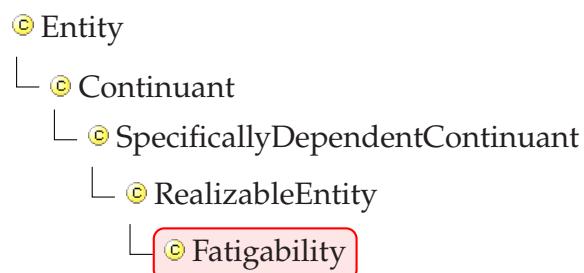 Entity
Continuant
SpecificallyDependentContinuant
RealizableEntity
Fatigability